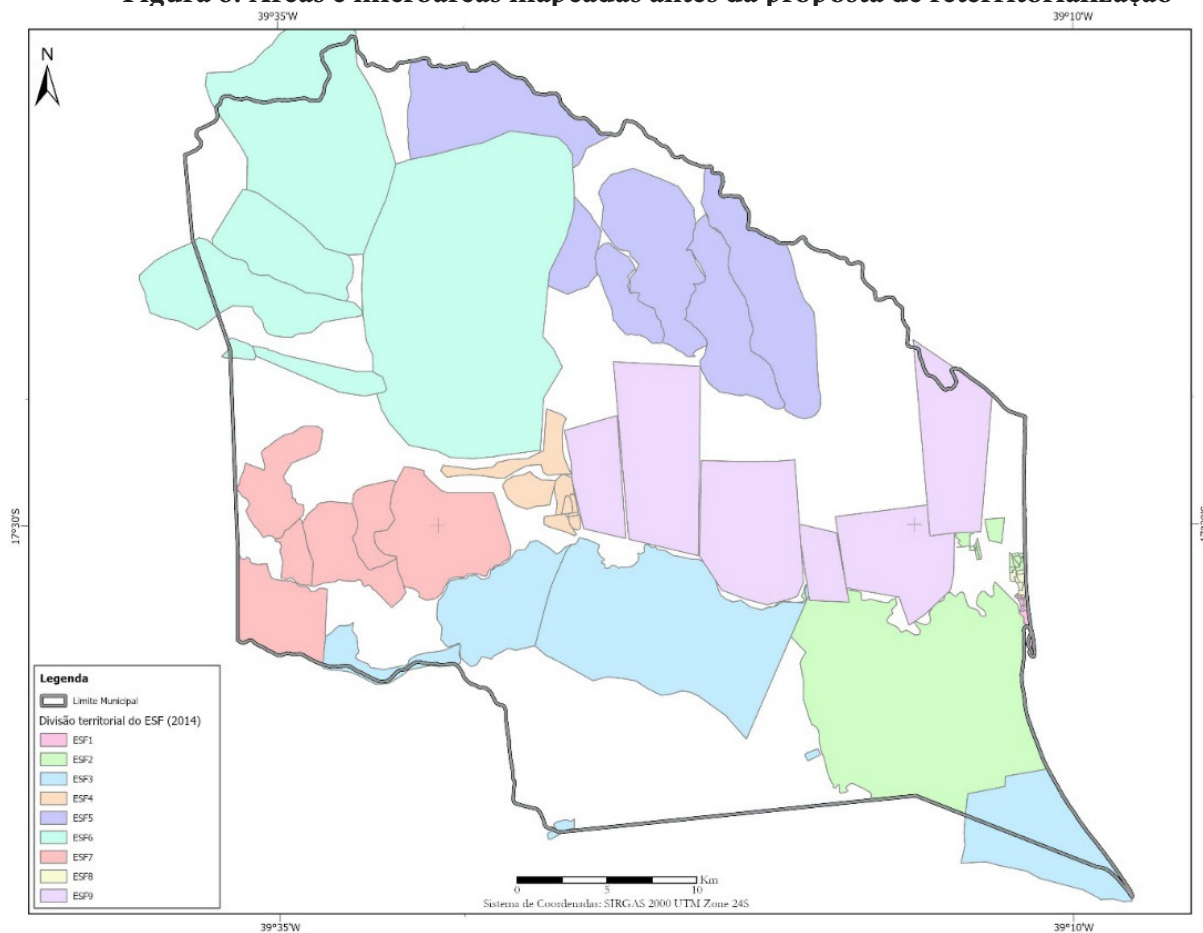 Figura 6. Áreas e microáreas mapeadas antes da proposta de reterritorialização
39°35'W 39°10'W
N
17°30'S
Legenda
Limite Municipal
Divisão territorial do ESF (2014)
ESF1
ESF2
ESF3
ESF4
ESF5
ESF6
ESF7
ESF8
ESF9
Km
0 5 10
Sistema de Coordenadas: SIRGAS 2000 UTM Zone 24S
39°35'W 39°10'W